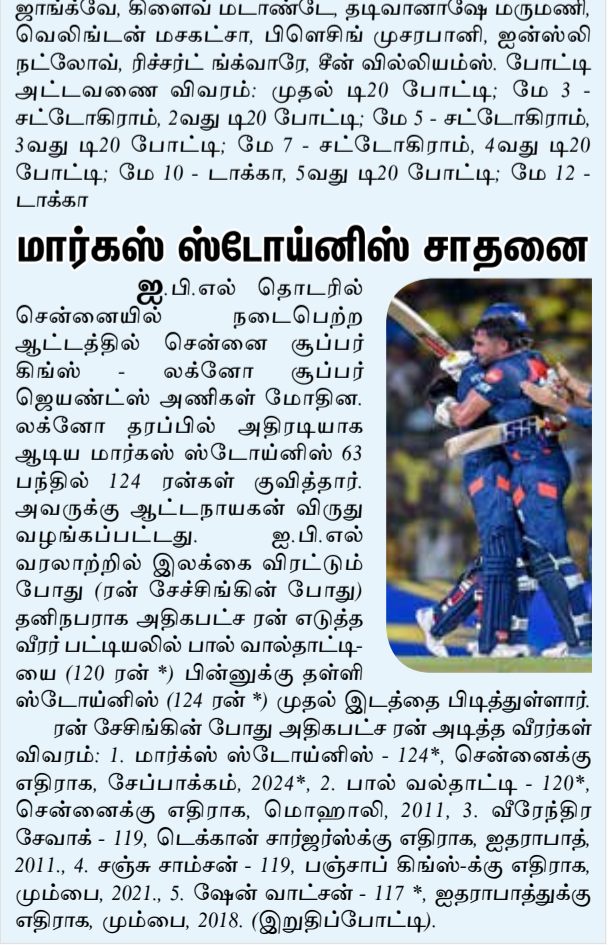 ஜாங்க்வே, கிளைவ் மடாண்டே, தடிவானாஷே மருமணி,
வெலிங்டன் மசகட்சா, பிளெசிங் முசரபானி, ஐன்ஸ்லி
நட்லோவ், ரிச்சர்ட் ங்க்வாரே, சீன் வில்லியம்ஸ். போட்டி
அட்டவணை விவரம்: முதல் டி20 போட்டி; மே 3 -
சட்டோகிராம், 2வது டி20 போட்டி; மே 5 - சட்டோகிராம்,
3வது டி20 போட்டி; மே 7 - சட்டோகிராம், 4வது டி20
போட்டி; மே 10 - டாக்கா, 5வது டி20 போட்டி; மே 12 -
டாக்கா
மார்கஸ் ஸ்டோய்னிஸ் சாதனை
ஐ.பி.எல் தொடரில்
சென்னையில் நடைபெற்ற
ஆட்டத்தில் சென்னை சூப்பர்
கிங்ஸ் - லக்னோ சூப்பர்
ஜெயண்ட்ஸ் அணிகள் மோதின.
லக்னோ தரப்பில் அதிரடியாக
ஆடிய மார்கஸ் ஸ்டோய்னிஸ் 63
பந்தில் 124 ரன்கள் குவித்தார்.
அவருக்கு ஆட்டநாயகன் விருது
வழங்கப்பட்டது. ஐ.பி.எல்
வரலாற்றில் இலக்கை விரட்டும்
போது (ரன் சேச்சிங்கின் போது)
தனிநபராக அதிகபட்ச ரன் எடுத்த
வீரர் பட்டியலில் பால் வால்தாட்டி-
யை (120 ரன் *) பின்னுக்கு தள்ளி
ஸ்டோய்னிஸ் (124 ரன் *) முதல் இடத்தை பிடித்துள்ளார்.
ரன் சேசிங்கின் போது அதிகபட்ச ரன் அடித்த வீரர்கள்
விவரம்: 1. மார்க்ஸ் ஸ்டோய்னிஸ் - 124*, சென்னைக்கு
எதிராக, சேப்பாக்கம், 2024*, 2. பால் வல்தாட்டி - 120*,
சென்னைக்கு எதிராக, மொஹாலி, 2011, 3. வீரேந்திர
சேவாக் - 119, டெக்கான் சார்ஜர்ஸ்க்கு எதிராக, ஐதராபாத்,
2011., 4. சஞ்சு சாம்சன் - 119, பஞ்சாப் கிங்ஸ்-க்கு எதிராக,
மும்பை, 2021., 5. ஷேன் வாட்சன் - 117 *, ஐதராபாத்துக்கு
எதிராக, மும்பை, 2018. (இறுதிப்போட்டி).